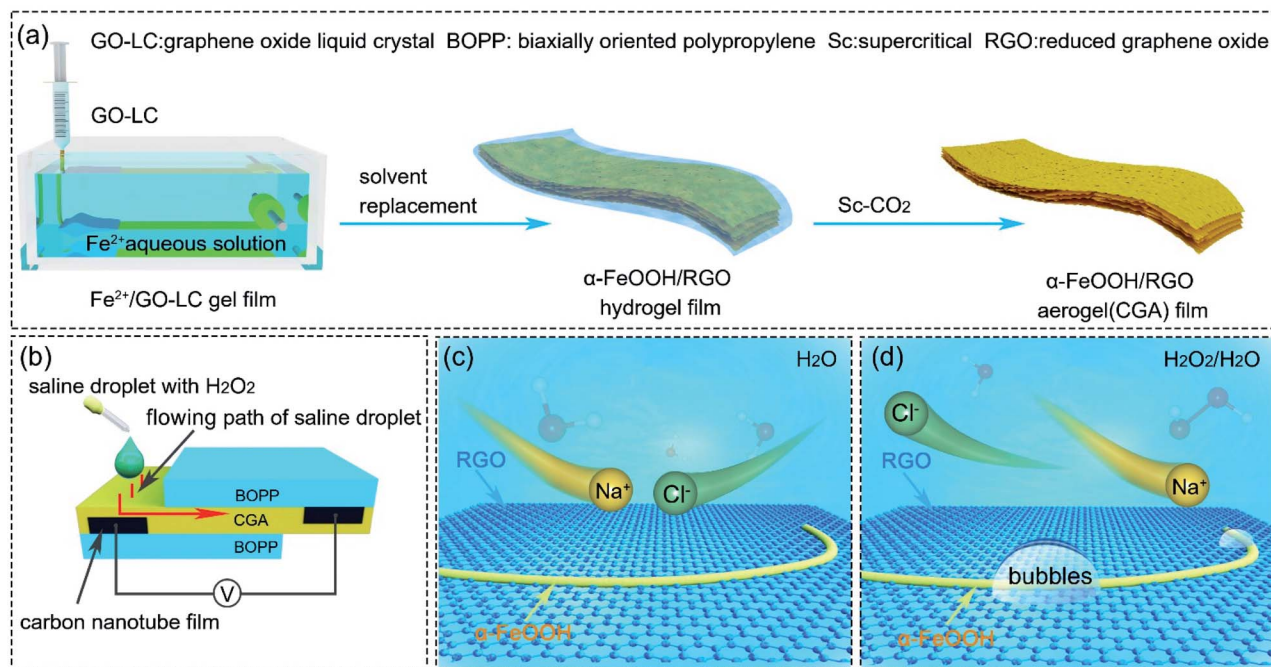 (a)
GO-LC:graphene oxide liquid crystal BOPP: biaxially oriented polypropylene Sc:supercritical RGO:reduced graphene oxide
GO-LC
Fe²⁺aqueous solution
Fe²⁺/GO-LC gel film
solvent
replacement
α-FeOOH/RGO
hydrogel film
Sc-CO₂
α-FeOOH/RGO
aerogel(CGA) film
(b)
saline droplet with H₂O₂
flowing path of saline droplet
BOPP
CGA
BOPP
V
carbon nanotube film
(c)
H₂O
RGO
Na⁺
Cl⁻
α-FeOOH
(d)
H₂O₂/H₂O
Cl⁻
RGO
Na⁺
bubbles
α-FeOOH